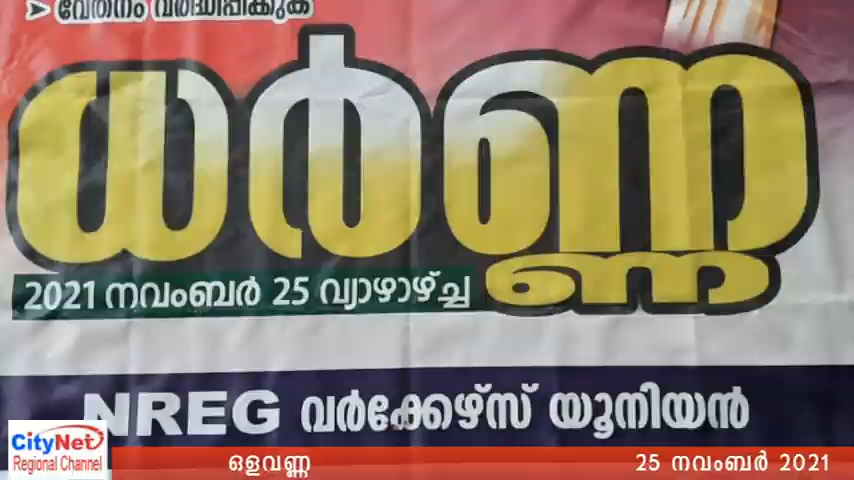 ➤ വേതനം വർദ്ധിപ്പിക്കുക
ധർണ്ണ
2021 നവംബർ 25 വ്യാഴാഴ്ച്ച
NREG വർക്കേഴ്സ് യൂനിയൻ
CityNet
Regional Channel
ഒളവണ്ണ
25 നവംബർ 2021